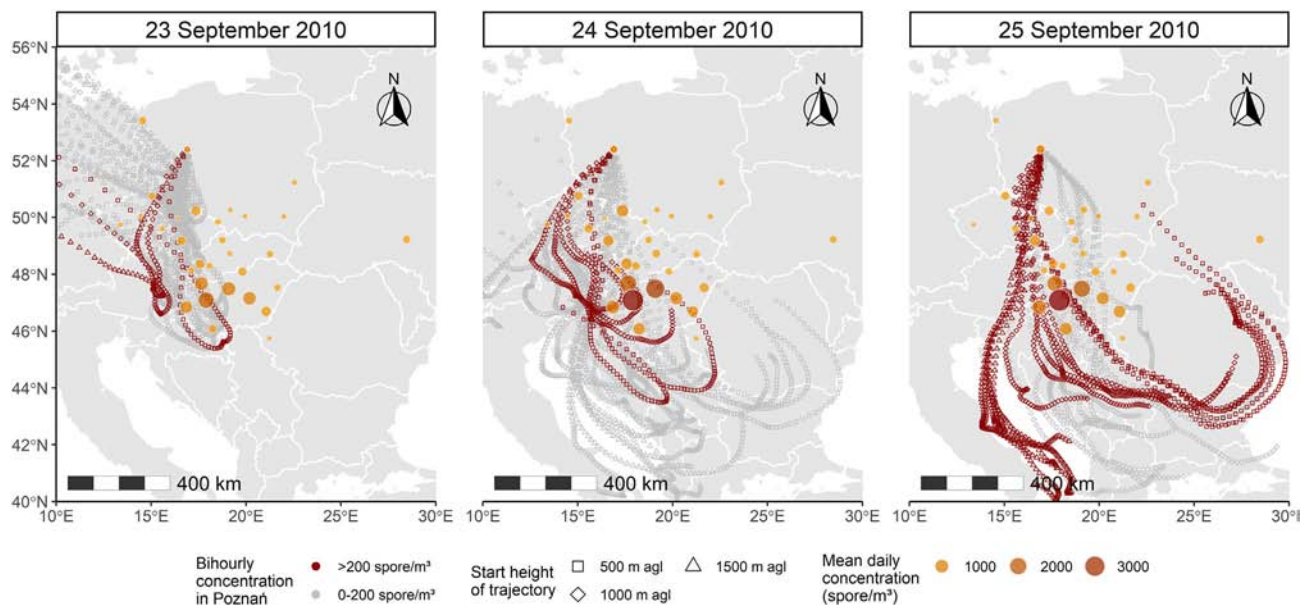 23 September 2010
24 September 2010
25 September 2010
56°N
54°N
52°N
50°N
48°N
46°N
44°N
42°N
40°N
N
N
N
400 km
400 km
400 km
10°E 15°E 20°E 25°E 30°E
10°E 15°E 20°E 25°E 30°E
10°E 15°E 20°E 25°E 30°E
Bihourly
concentration
in Poznań
>200 spore/m³
0-200 spore/m³
Start height
of trajectory
500 m agl
1500 m agl
1000 m agl
Mean daily
concentration
(spore/m³)
1000
2000
3000